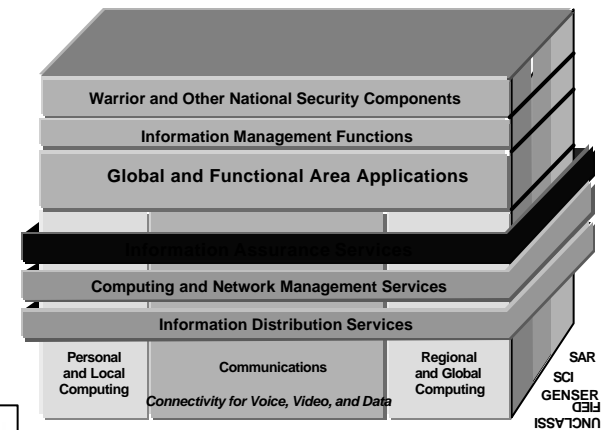 Warrior and Other National Security Components
Information Management Functions
Global and Functional Area Applications
Information Assurance Services
Computing and Network Management Services
Information Distribution Services
Personal
and Local
Computing
Communications
Regional
and Global
Computing
Connectivity for Voice, Video, and Data
SAR
SCI
GENSER
UNCLASSI
FIED